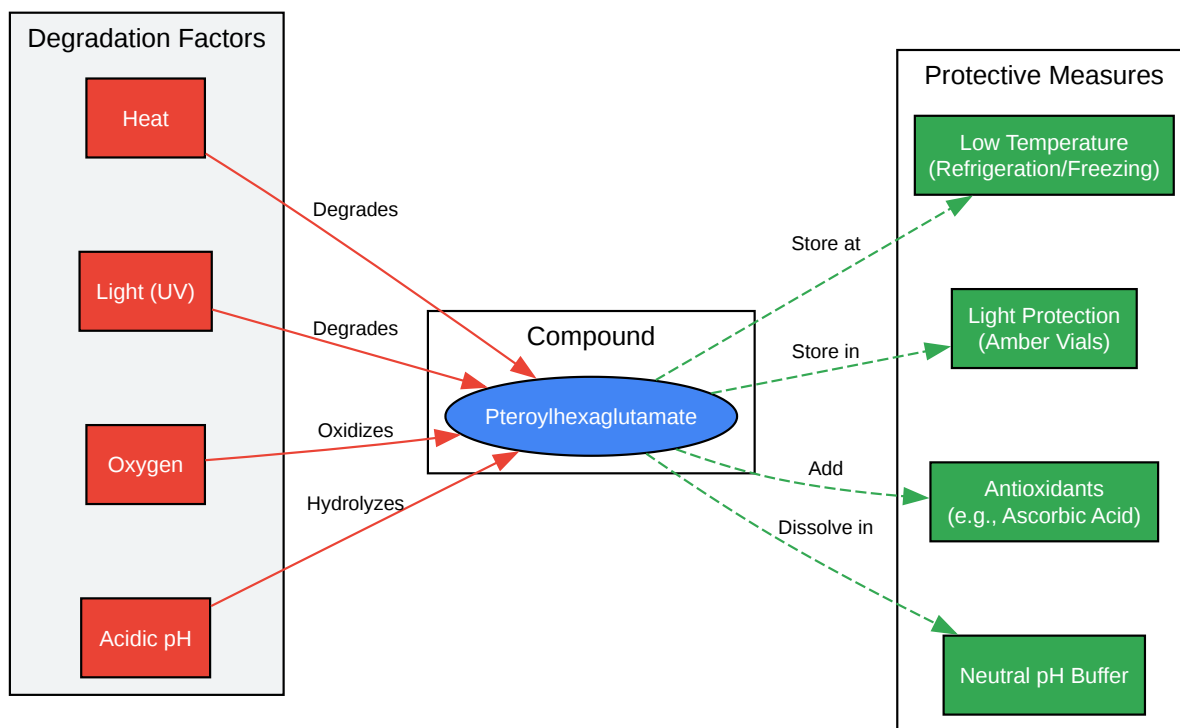 Degradation Factors
Heat
Light (UV)
Oxygen
Acidic pH
Degrades
Degrades
Oxidizes
Hydrolyzes
Compound
Pteroylhexaglutamate
Store at
Store in
Add
Dissolve in
Protective Measures
Low Temperature
(Refrigeration/Freezing)
Light Protection
(Amber Vials)
Antioxidants
(e.g., Ascorbic Acid)
Neutral pH Buffer